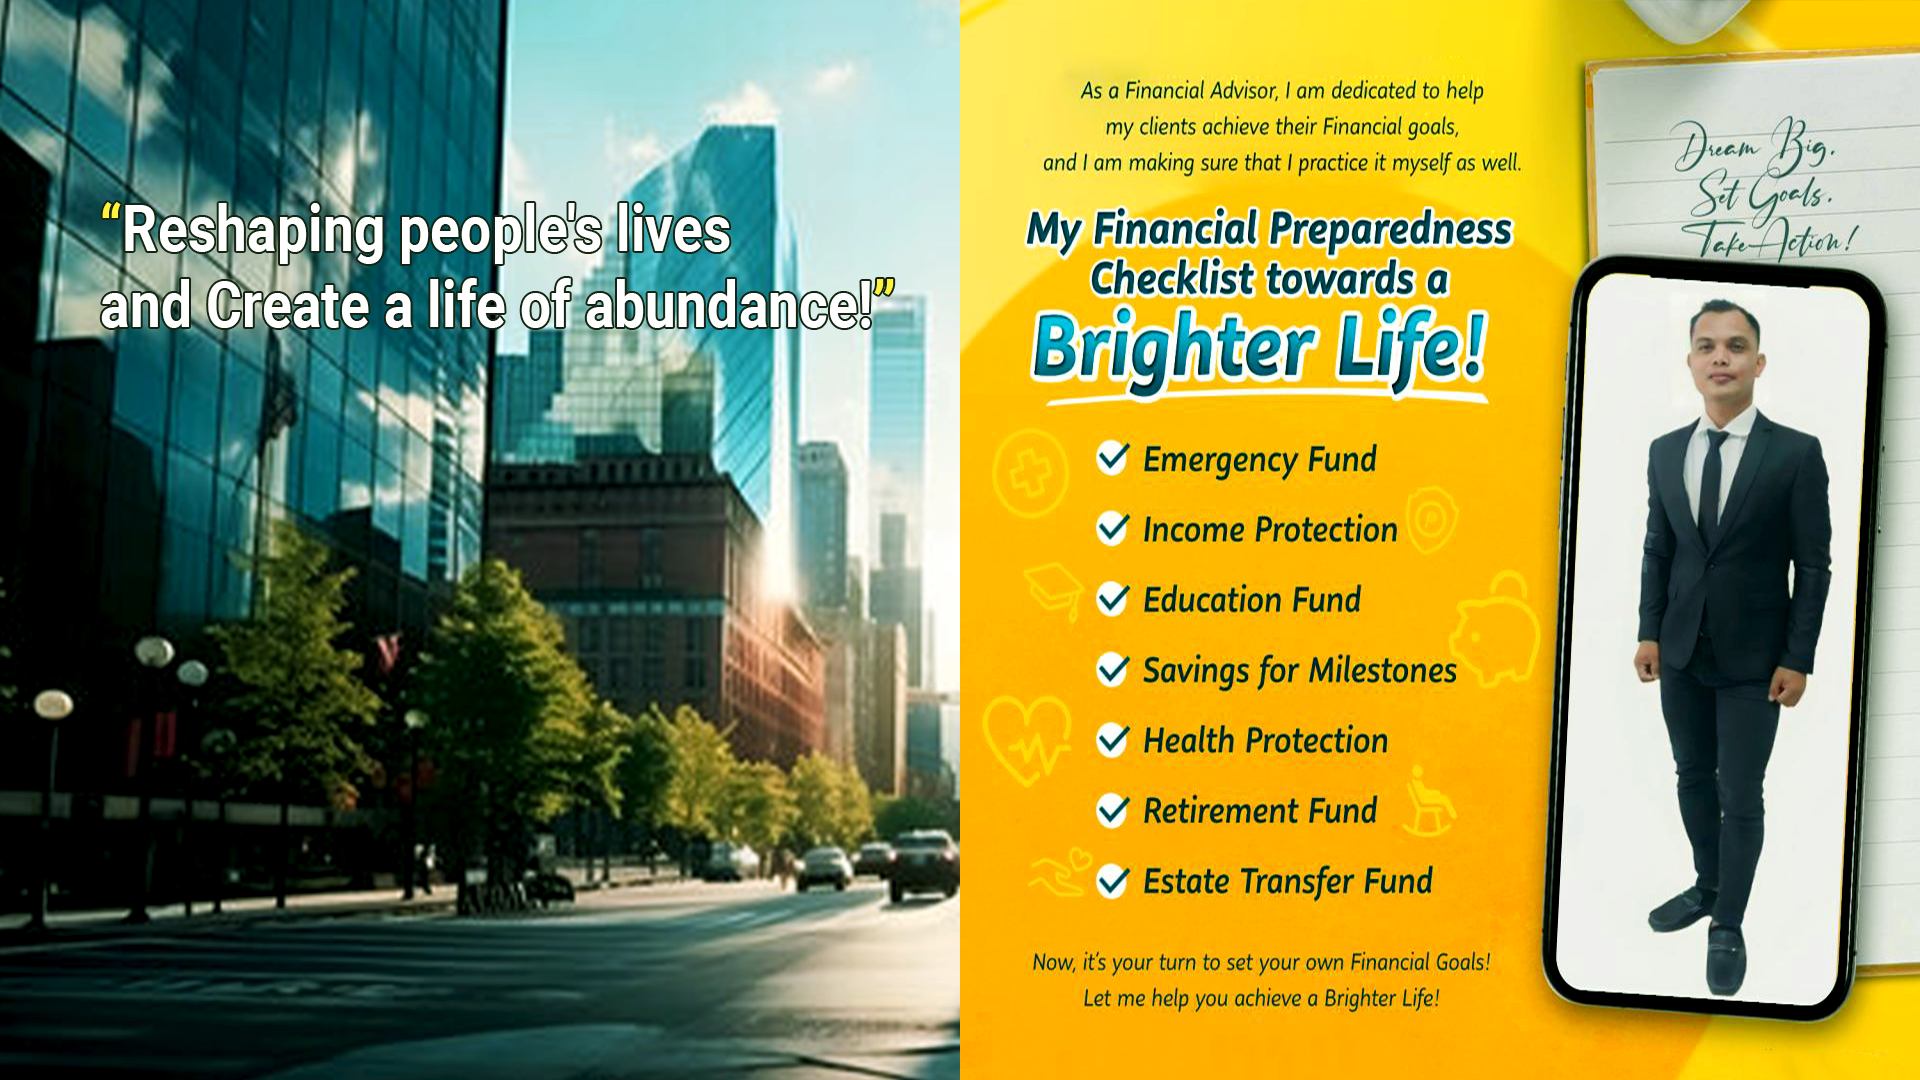 “Reshaping people's lives
and Create a life of abundance!”
As a Financial Advisor, I am dedicated to help
my clients achieve their Financial goals,
and I am making sure that I practice it myself as well.
My Financial Preparedness
Checklist towards a
Brighter Life!
Emergency Fund
Income Protection
Education Fund
Savings for Milestones
Health Protection
Retirement Fund
Estate Transfer Fund
Now, it's your turn to set your own Financial Goals!
Let me help you achieve a Brighter Life!
Dream Big.
Set Goals.
Take Action!